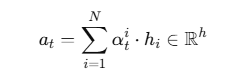 $$a_t = \sum_{i=1}^{N} \alpha_t^i \cdot h_i \in \mathbb{R}^h$$